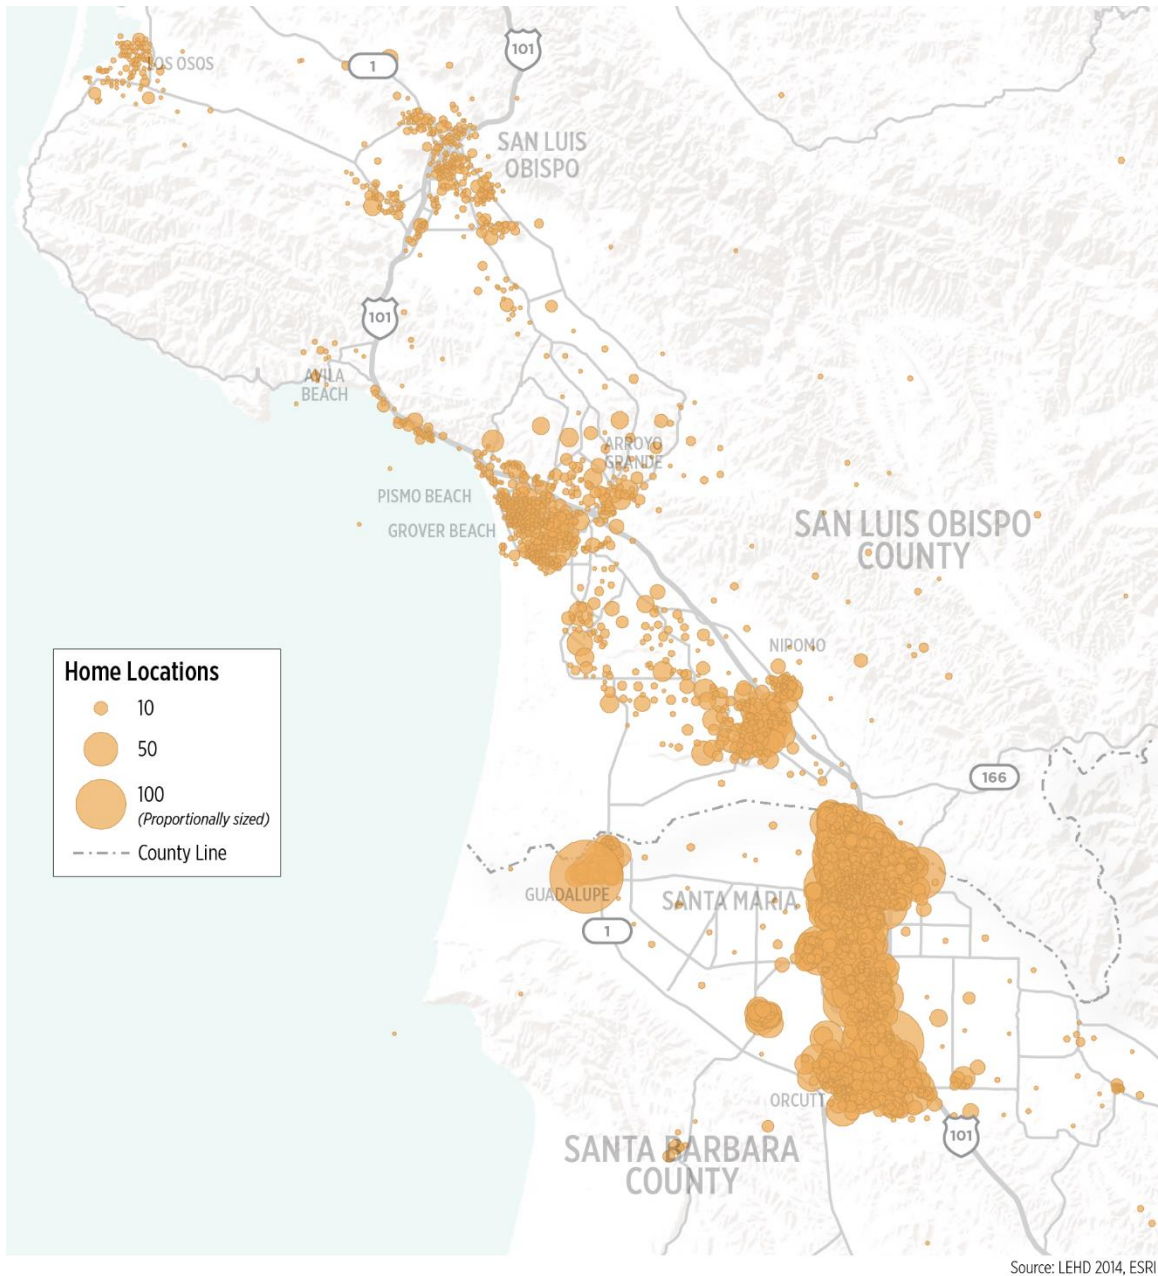 101
1
LOS OSOS
SAN LUIS
OBISPO
101
AVILA
BEACH
ARROYO
GRANDE
PISMO BEACH
GROVER BEACH
SAN LUIS OBISPO
COUNTY
NIPOMO
Home Locations
10
50
100
(Proportionally sized)
County Line
166
GUADALUPE
SANTA MARIA
1
ORCUTT
101
SANTA BARBARA
COUNTY
Source: LEHD 2014, ESRI